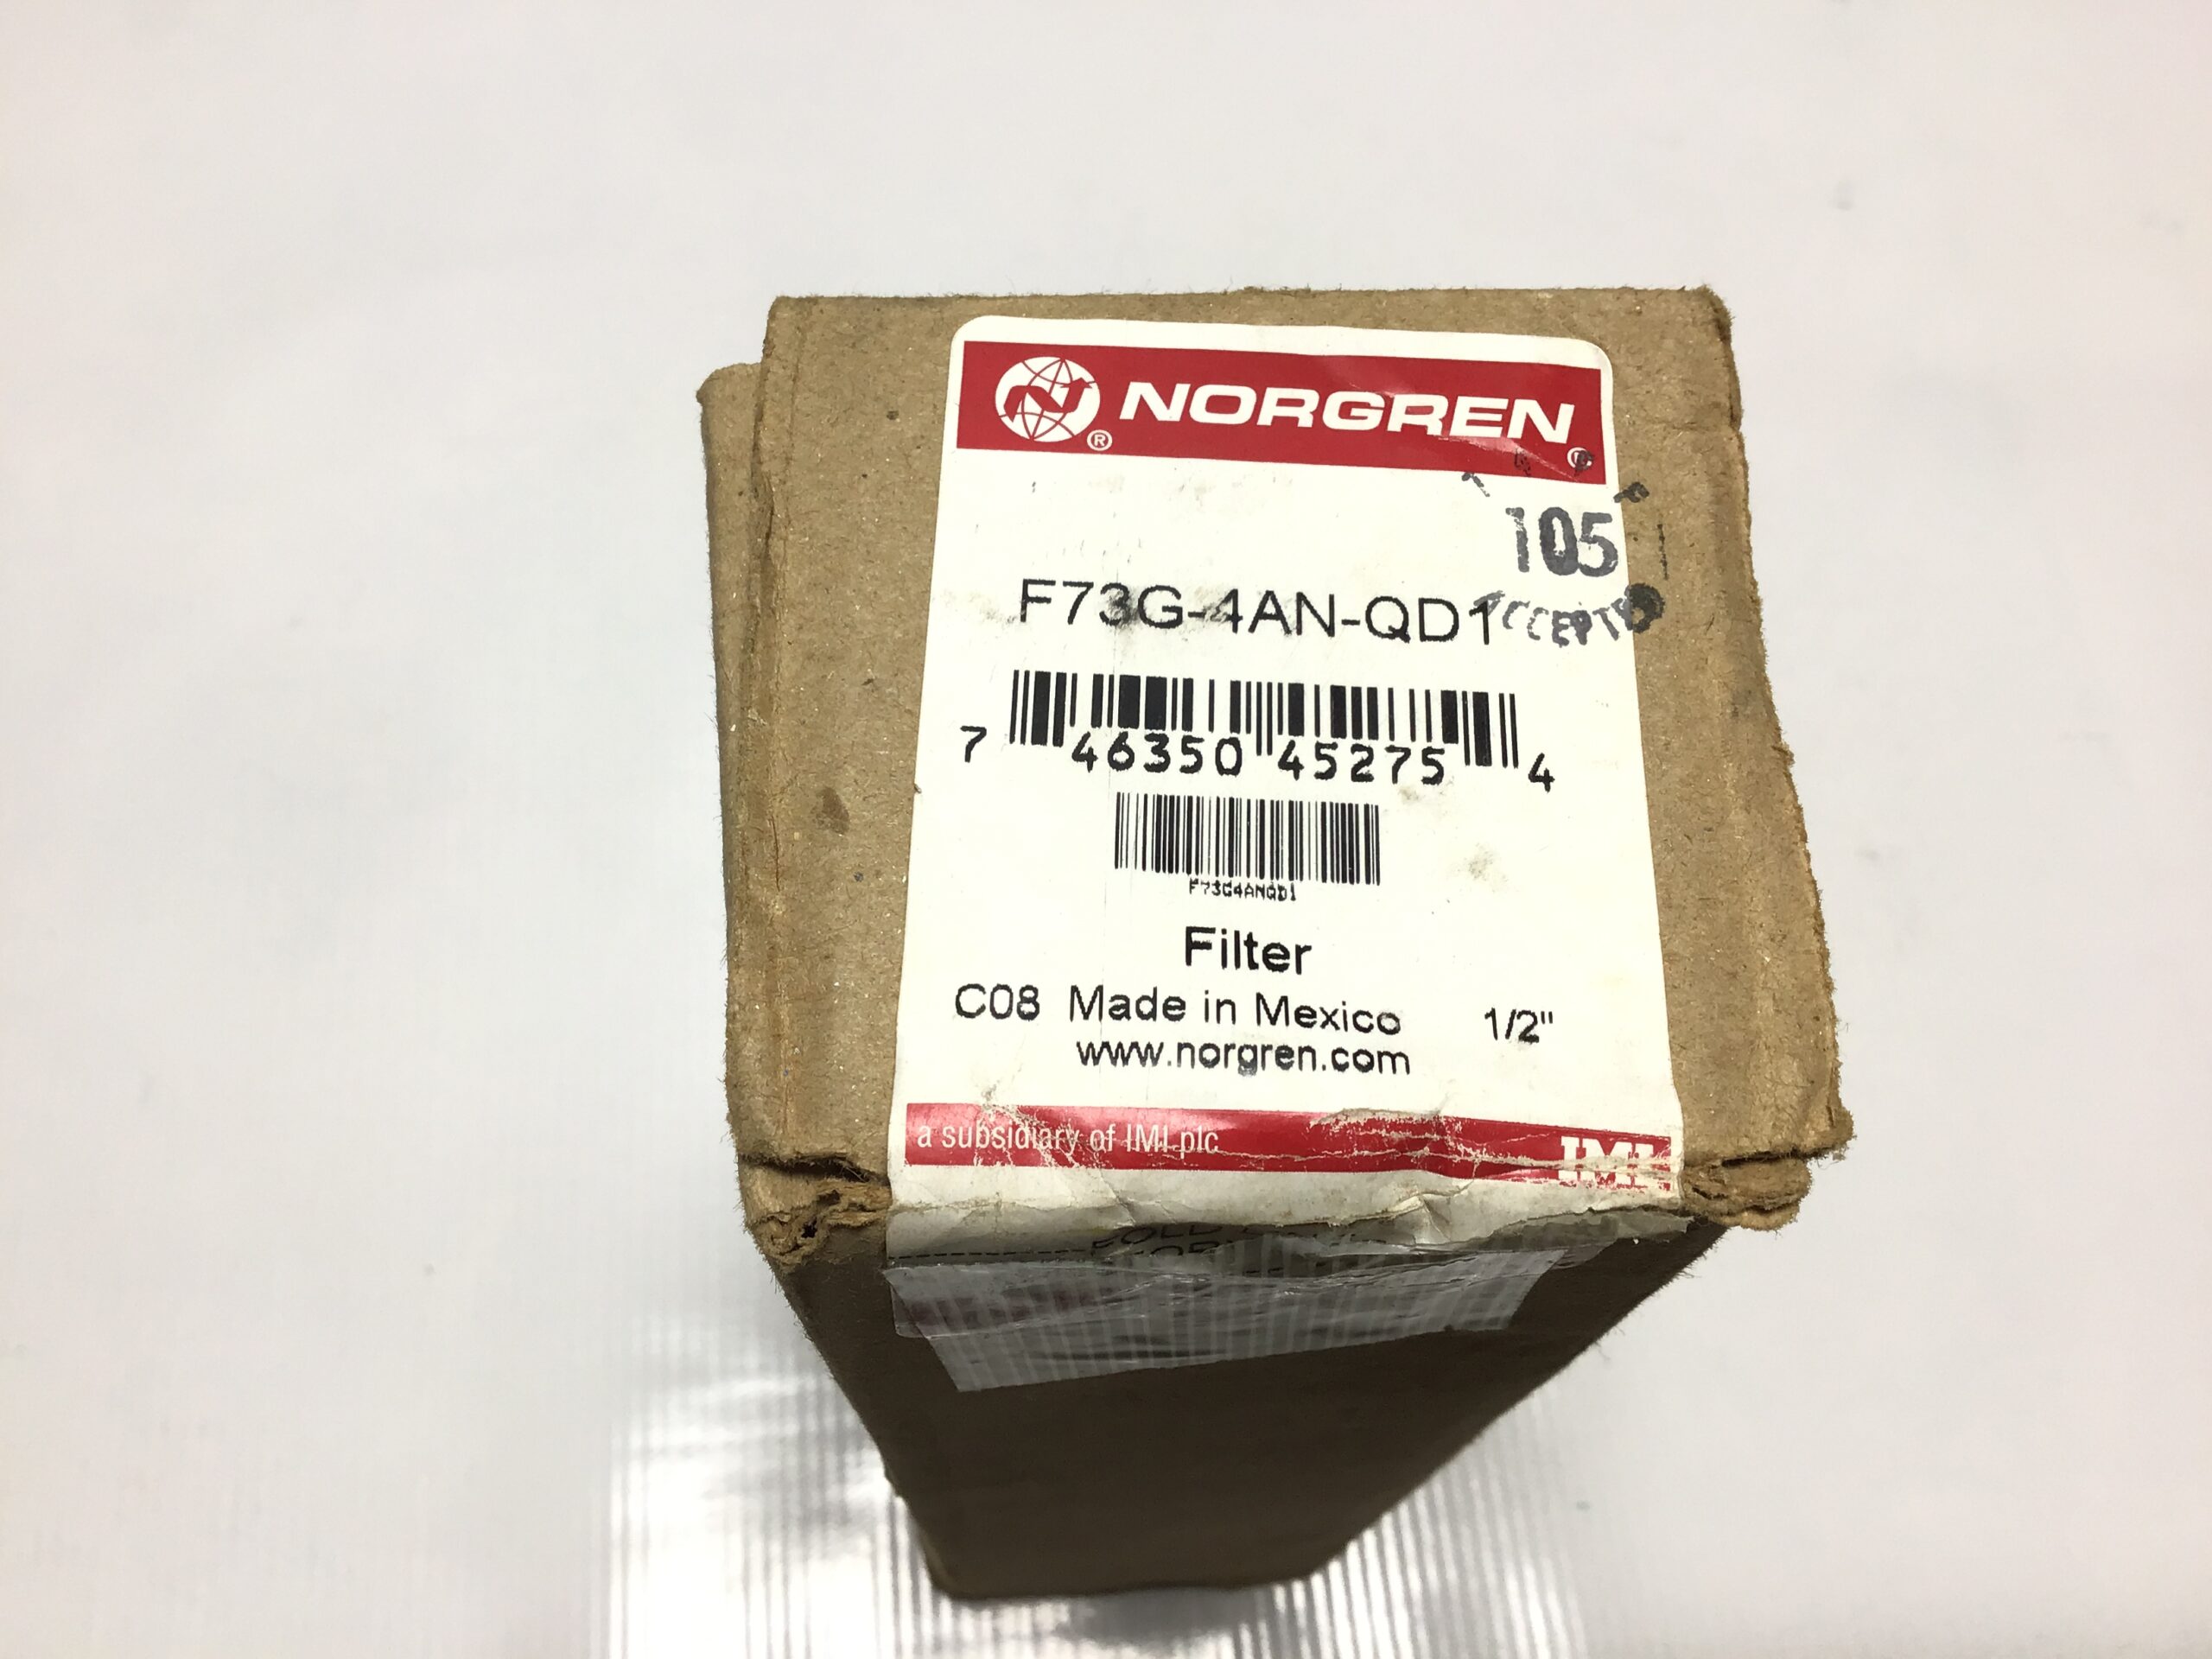 NORGREN
105
ACCEPTED
F73G-4AN-QD1
7 46350 45275 4
F73G4ANQD1
Filter
C08 Made in Mexico 1/2"
www.norgren.com
a subsidiary of IMI plc
IMI